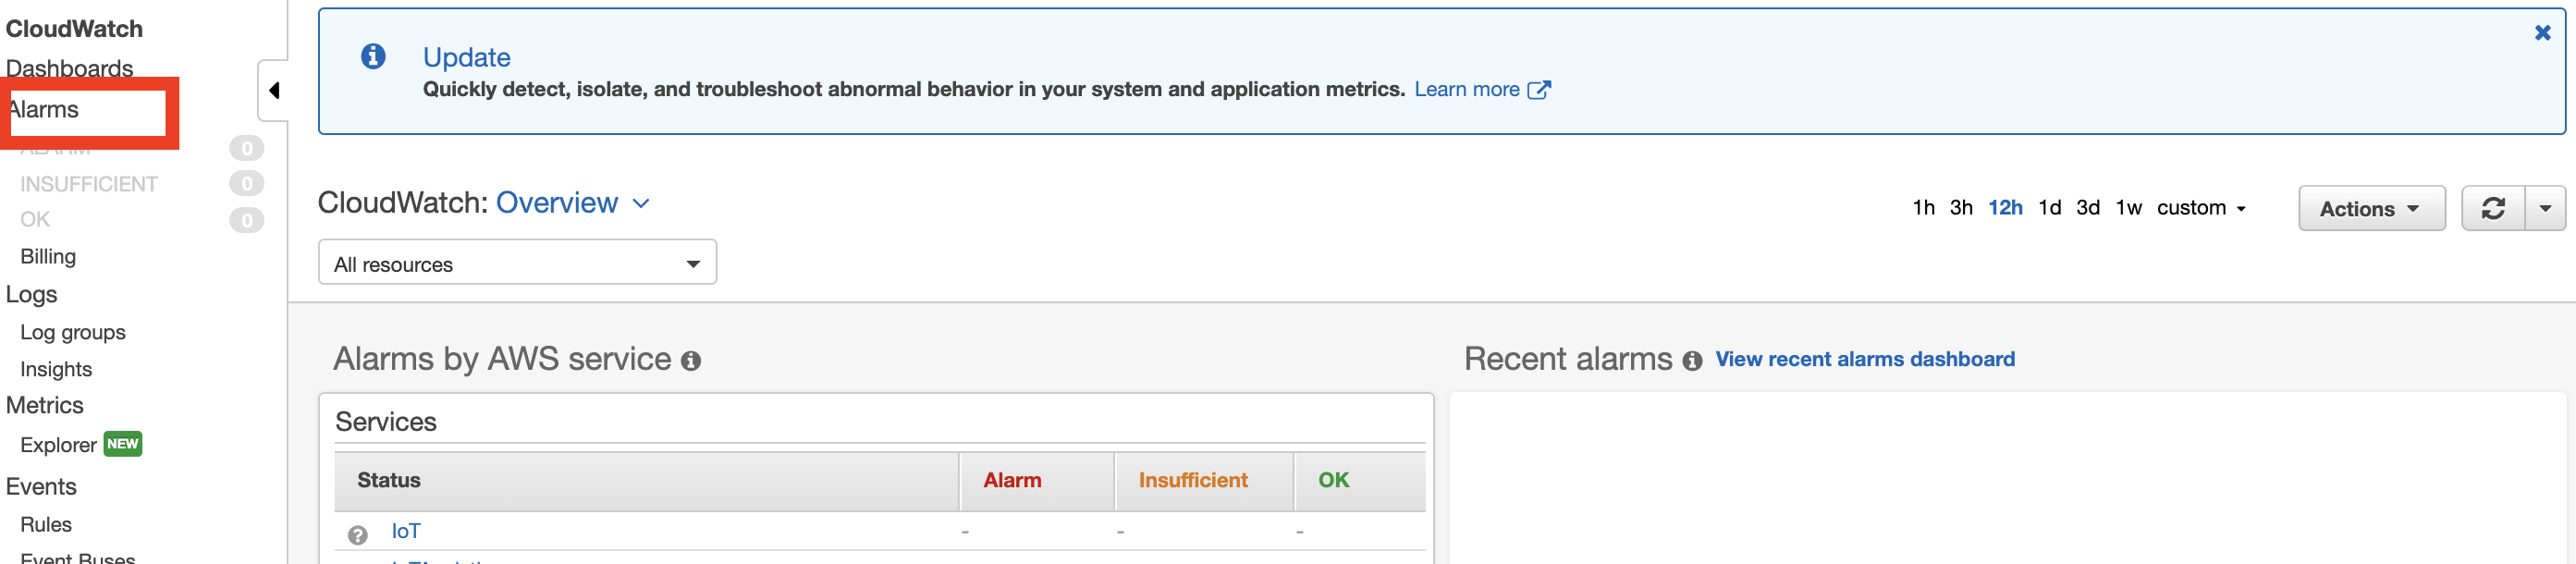 CloudWatch
Dashboards
Alarms
ALARM 0
INSUFFICIENT 0
OK 0
Billing
Logs
Log groups
Insights
Metrics
Explorer NEW
Events
Rules
Event Buses
Update
Quickly detect, isolate, and troubleshoot abnormal behavior in your system and application metrics. Learn more
CloudWatch: Overview
1h 3h 12h 1d 3d 1w custom
Actions
All resources
Alarms by AWS service
Services
Status Alarm Insufficient OK
IoT - - -
Recent alarms View recent alarms dashboard